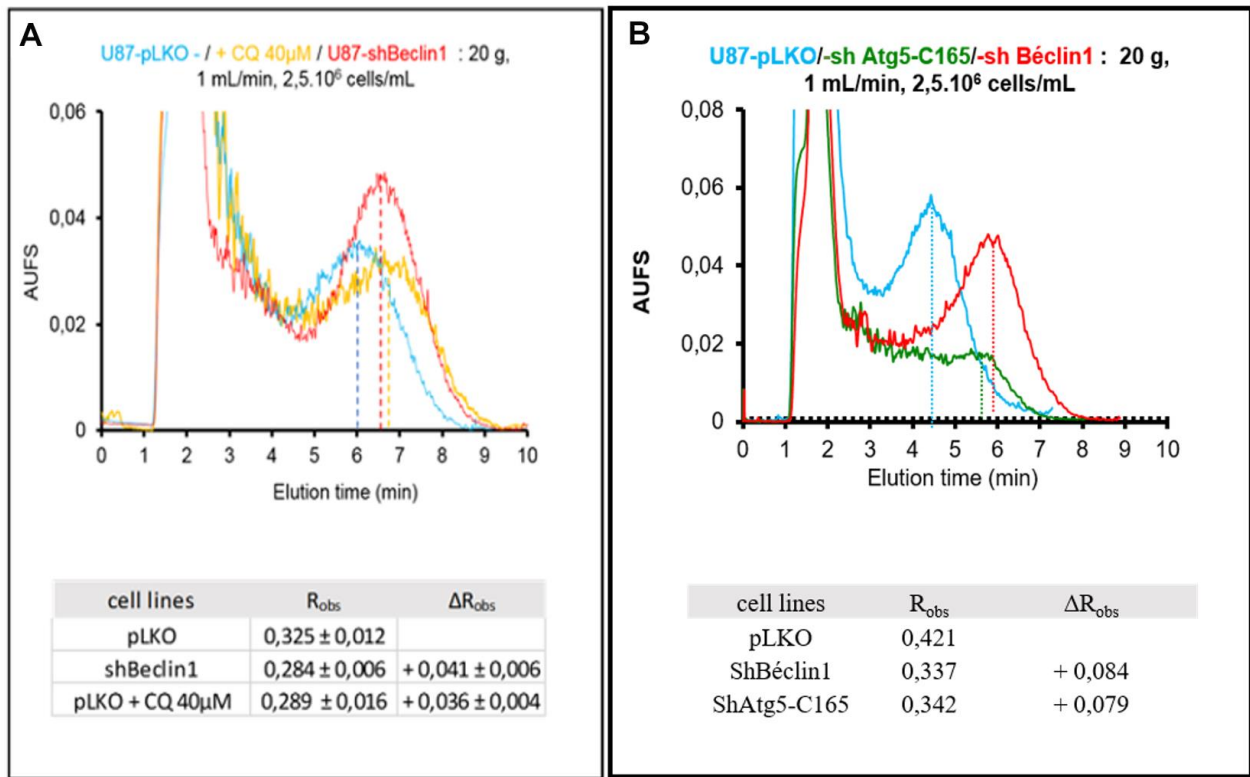 A
U87-pLKO - / + CQ 40µM / U87-shBeclin1 : 20 g,
1 mL/min, 2,5.10⁶ cells/mL
0,06
0,04
0,02
0
AUFS
0 1 2 3 4 5 6 7 8 9 10
Elution time (min)
cell lines Robs ΔRobs
pLKO 0,325 ± 0,012
shBeclin1 0,284 ± 0,006 + 0,041 ± 0,006
pLKO + CQ 40µM 0,289 ± 0,016 + 0,036 ± 0,004
B
U87-pLKO/-sh Atg5-C165/-sh Béclin1 : 20 g,
1 mL/min, 2,5.10⁶ cells/mL
0,08
0,06
0,04
0,02
0
AUFS
0 1 2 3 4 5 6 7 8 9 10
Elution time (min)
cell lines Robs ΔRobs
pLKO 0,421
ShBéclin1 0,337 + 0,084
ShAtg5-C165 0,342 + 0,079